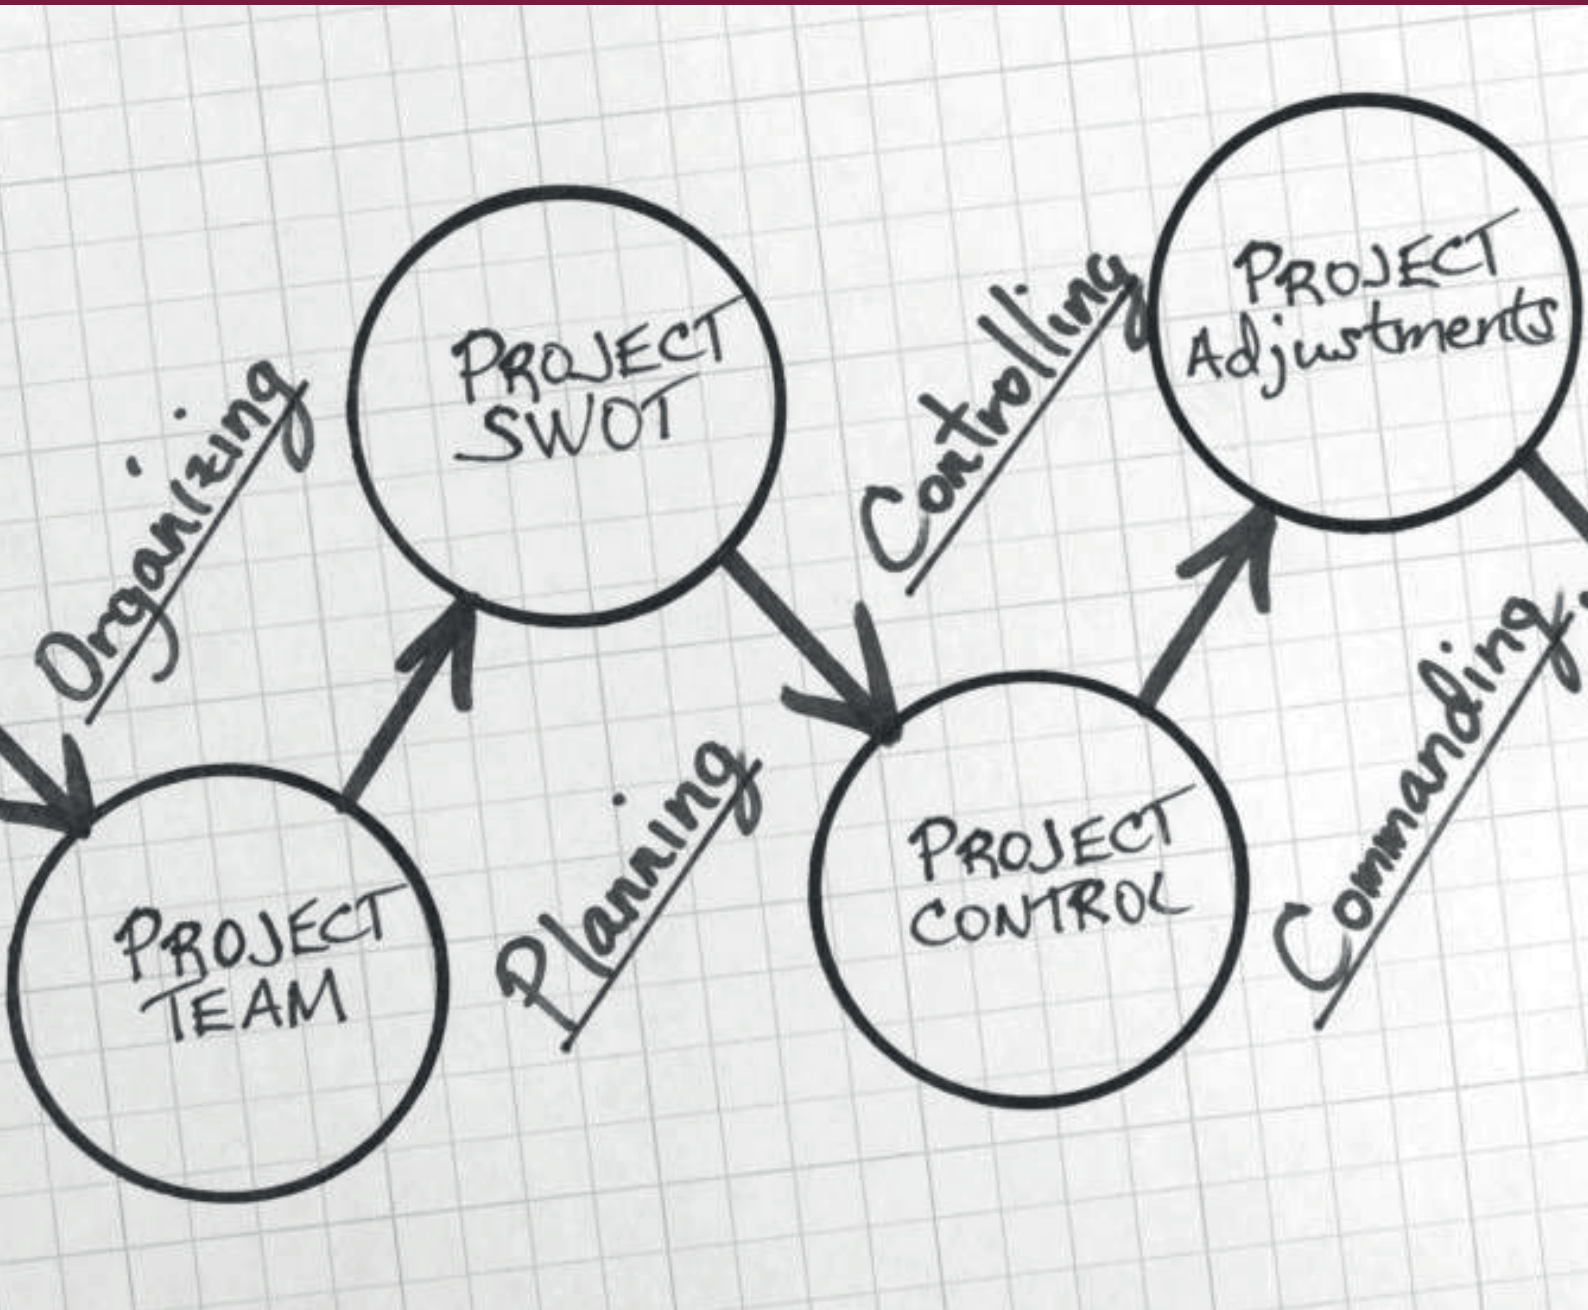 Organizing
PROJECT
TEAM
PROJECT
SWOT
Planning
PROJECT
CONTROL
Controlling
PROJECT
Adjustments
Commanding